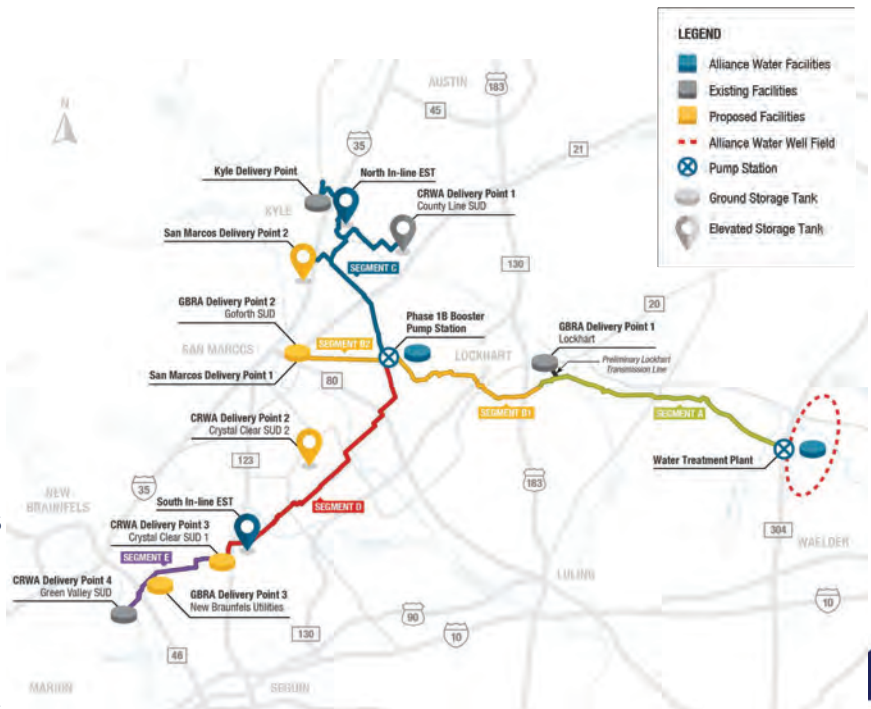 LEGEND
Alliance Water Facilities
Existing Facilities
Proposed Facilities
Alliance Water Well Field
Pump Station
Ground Storage Tank
Elevated Storage Tank
N
AUSTIN
183
45
35
21
Kyle Delivery Point
North In-line EST
KYLE
CRWA Delivery Point 1
County Line SUD
San Marcos Delivery Point 2
SEGMENT C
130
GBRA Delivery Point 2
Goforth SUD
Phase 1B Booster
Pump Station
20
GBRA Delivery Point 1
Lockhart
SAN MARCOS
SEGMENT B2
LOCKHART
Preliminary Lockhart
Transmission Line
San Marcos Delivery Point 1
80
SEGMENT B1
SEGMENT A
CRWA Delivery Point 2
Crystal Clear SUD 2
Water Treatment Plant
123
35
183
NEW
BRAUNFELS
South In-line EST
SEGMENT D
304
CRWA Delivery Point 3
Crystal Clear SUD 1
WAELDER
SEGMENT E
CRWA Delivery Point 4
Green Valley SUD
LULING
GBRA Delivery Point 3
New Braunfels Utilities
90
10
130
10
46
MARION
SEGUIN